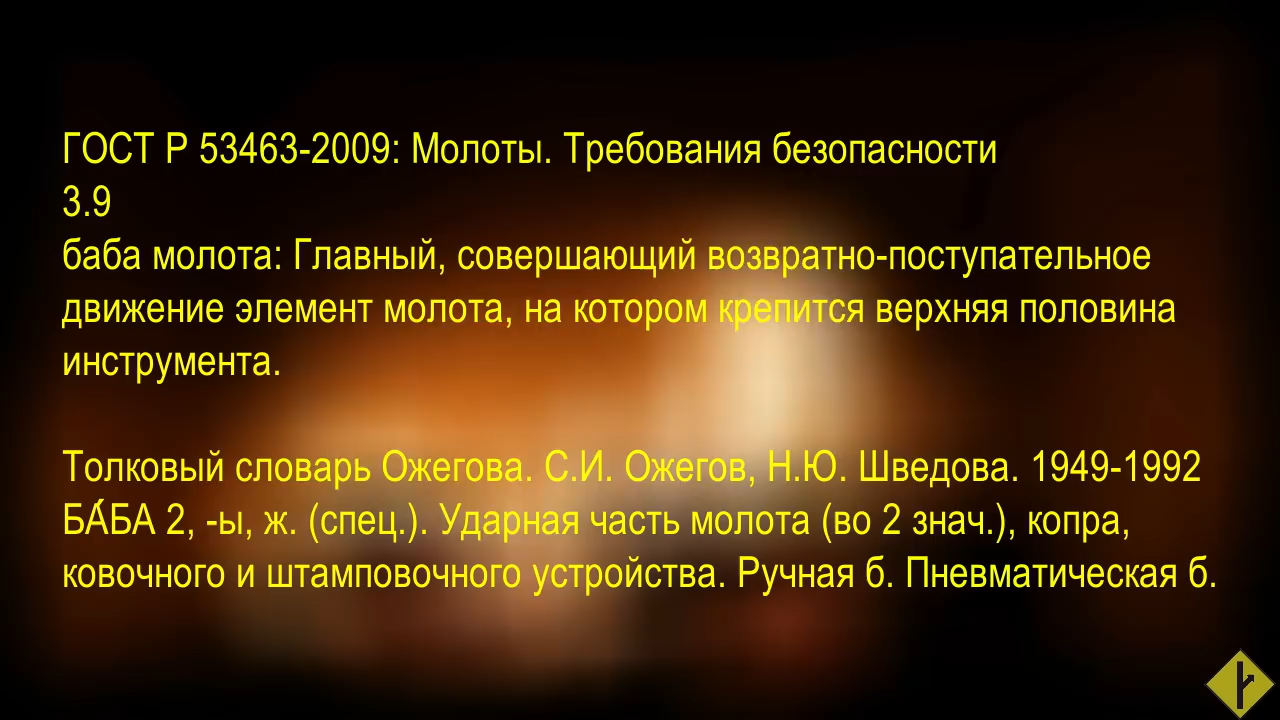 ГОСТ Р 53463-2009: Молоты. Требования безопасности
3.9
баба молота: Главный, совершающий возвратно-поступательное
движение элемент молота, на котором крепится верхняя половина
инструмента.
Толковый словарь Ожегова. С.И. Ожегов, Н.Ю. Шведова. 1949-1992
БА́БА 2, -ы, ж. (спец.). Ударная часть молота (во 2 знач.), копра,
ковочного и штамповочного устройства. Ручная б. Пневматическая б.